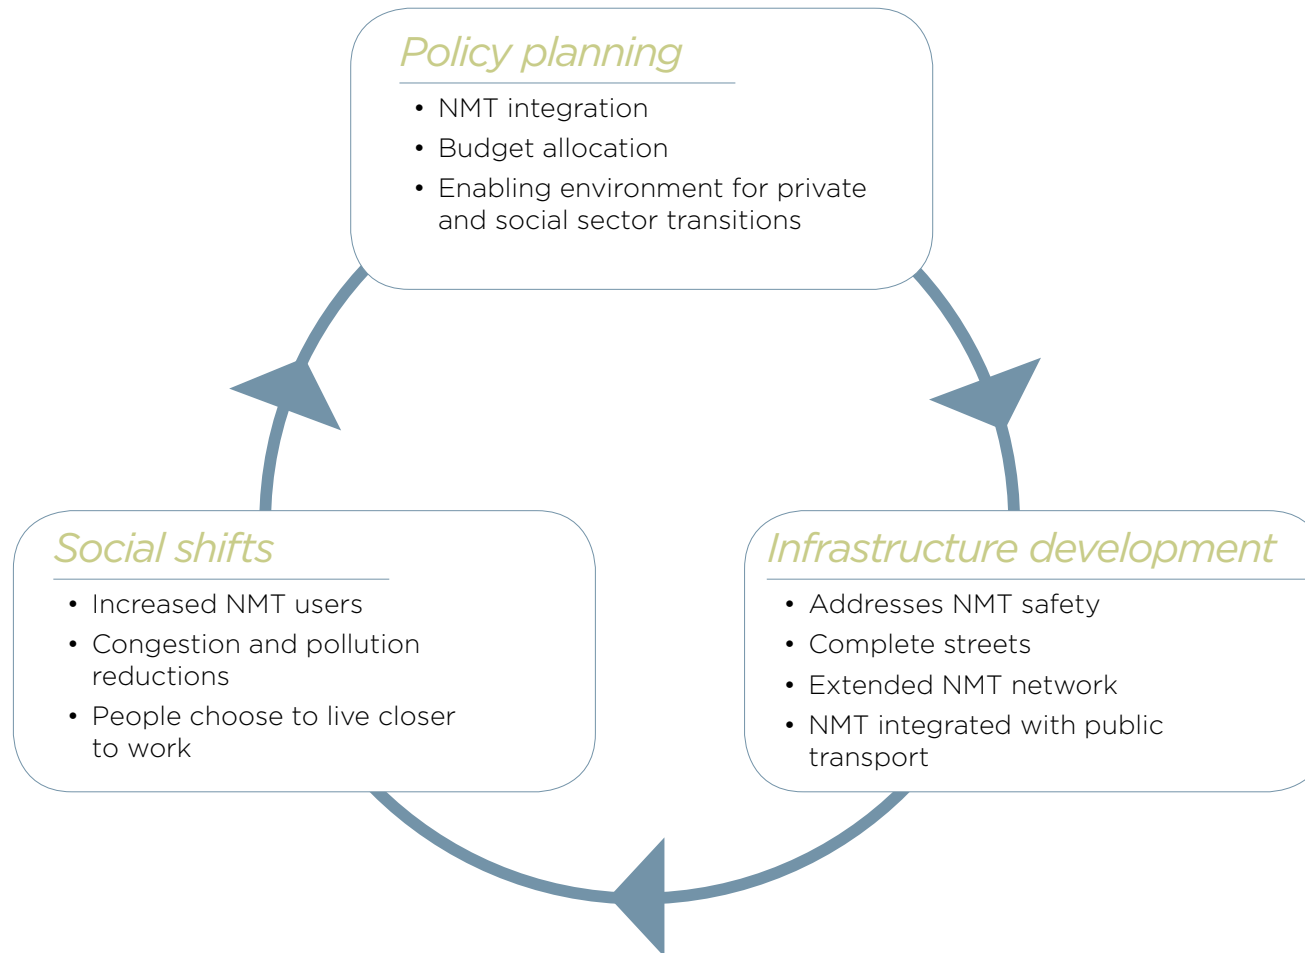 Policy planning
• NMT integration
• Budget allocation
• Enabling environment for private
and social sector transitions
Social shifts
• Increased NMT users
• Congestion and pollution
reductions
• People choose to live closer
to work
Infrastructure development
• Addresses NMT safety
• Complete streets
• Extended NMT network
• NMT integrated with public
transport